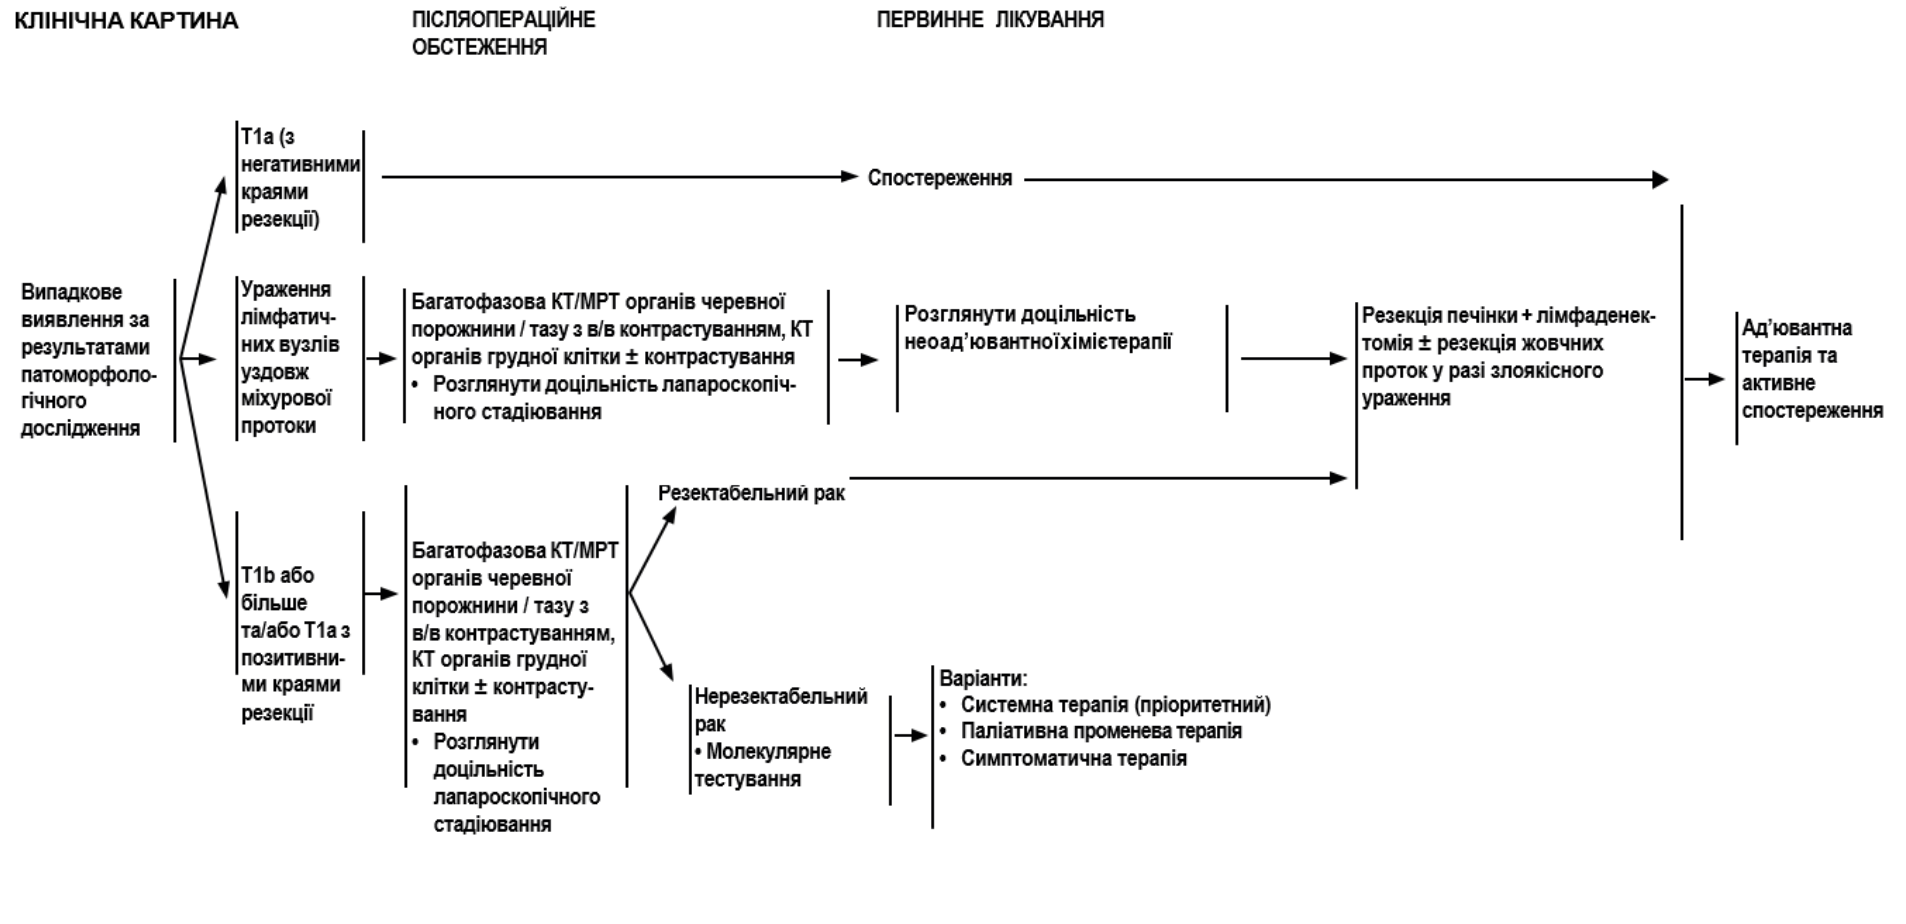 КЛІНІЧНА КАРТИНА
ПІСЛЯОПЕРАЦІЙНЕ
ОБСТЕЖЕННЯ
ПЕРВИННЕ ЛІКУВАННЯ
T1a (з
негативними
краями
резекції)
Спостереження
Випадкове
виявлення за
результатами
патоморфоло-
гічного
дослідження
Ураження
лімфатич-
них вузлів
уздовж
міхурової
протоки
Багатофазова КТ/МРТ органів черевної
порожнини / тазу з в/в контрастуванням, КТ
органів грудної клітки ± контрастування
• Розглянути доцільність лапароскопіч-
ного стадіювання
Розглянути доцільність
неоад’ювантноїхімієтерапії
Резекція печінки + лімфаденек-
томія ± резекція жовчних
проток у разі злоякісного
ураження
Ад’ювантна
терапія та
активне
спостереження
T1b або
більше
та/або T1a з
позитивни-
ми краями
резекції
Багатофазова КТ/МРТ
органів черевної
порожнини / тазу з
в/в контрастуванням,
КТ органів грудної
клітки ± контрасту-
вання
• Розглянути
доцільність
лапароскопічного
стадіювання
Резектабельний рак
Нерезектабельний
рак
• Молекулярне
тестування
Варіанти:
• Системна терапія (пріоритетний)
• Паліативна променева терапія
• Симптоматична терапія